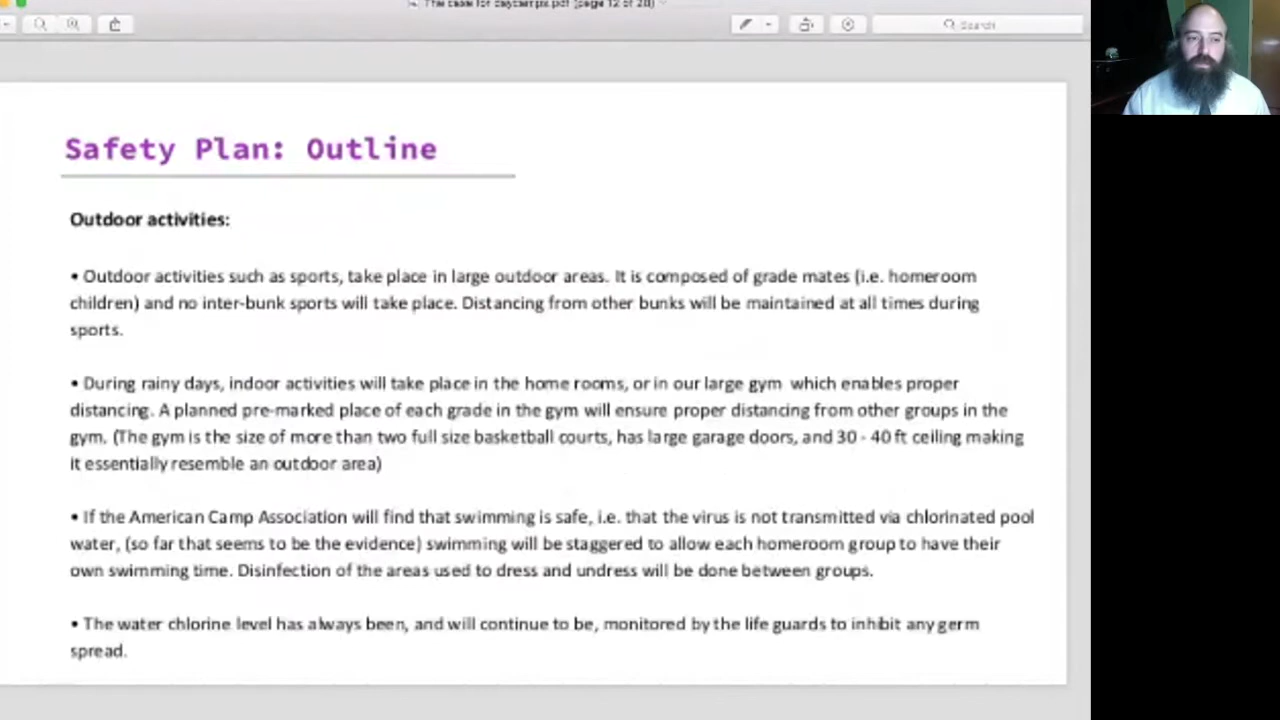 The case for daycamps.pdf (page 12 of 20)
Search
Safety Plan: Outline
Outdoor activities:
• Outdoor activities such as sports, take place in large outdoor areas. It is composed of grade mates (i.e. homeroom
children) and no inter-bunk sports will take place. Distancing from other bunks will be maintained at all times during
sports.
• During rainy days, indoor activities will take place in the home rooms, or in our large gym which enables proper
distancing. A planned pre-marked place of each grade in the gym will ensure proper distancing from other groups in the
gym. (The gym is the size of more than two full size basketball courts, has large garage doors, and 30 - 40 ft ceiling making
it essentially resemble an outdoor area)
• If the American Camp Association will find that swimming is safe, i.e. that the virus is not transmitted via chlorinated pool
water, (so far that seems to be the evidence) swimming will be staggered to allow each homeroom group to have their
own swimming time. Disinfection of the areas used to dress and undress will be done between groups.
• The water chlorine level has always been, and will continue to be, monitored by the life guards to inhibit any germ
spread.